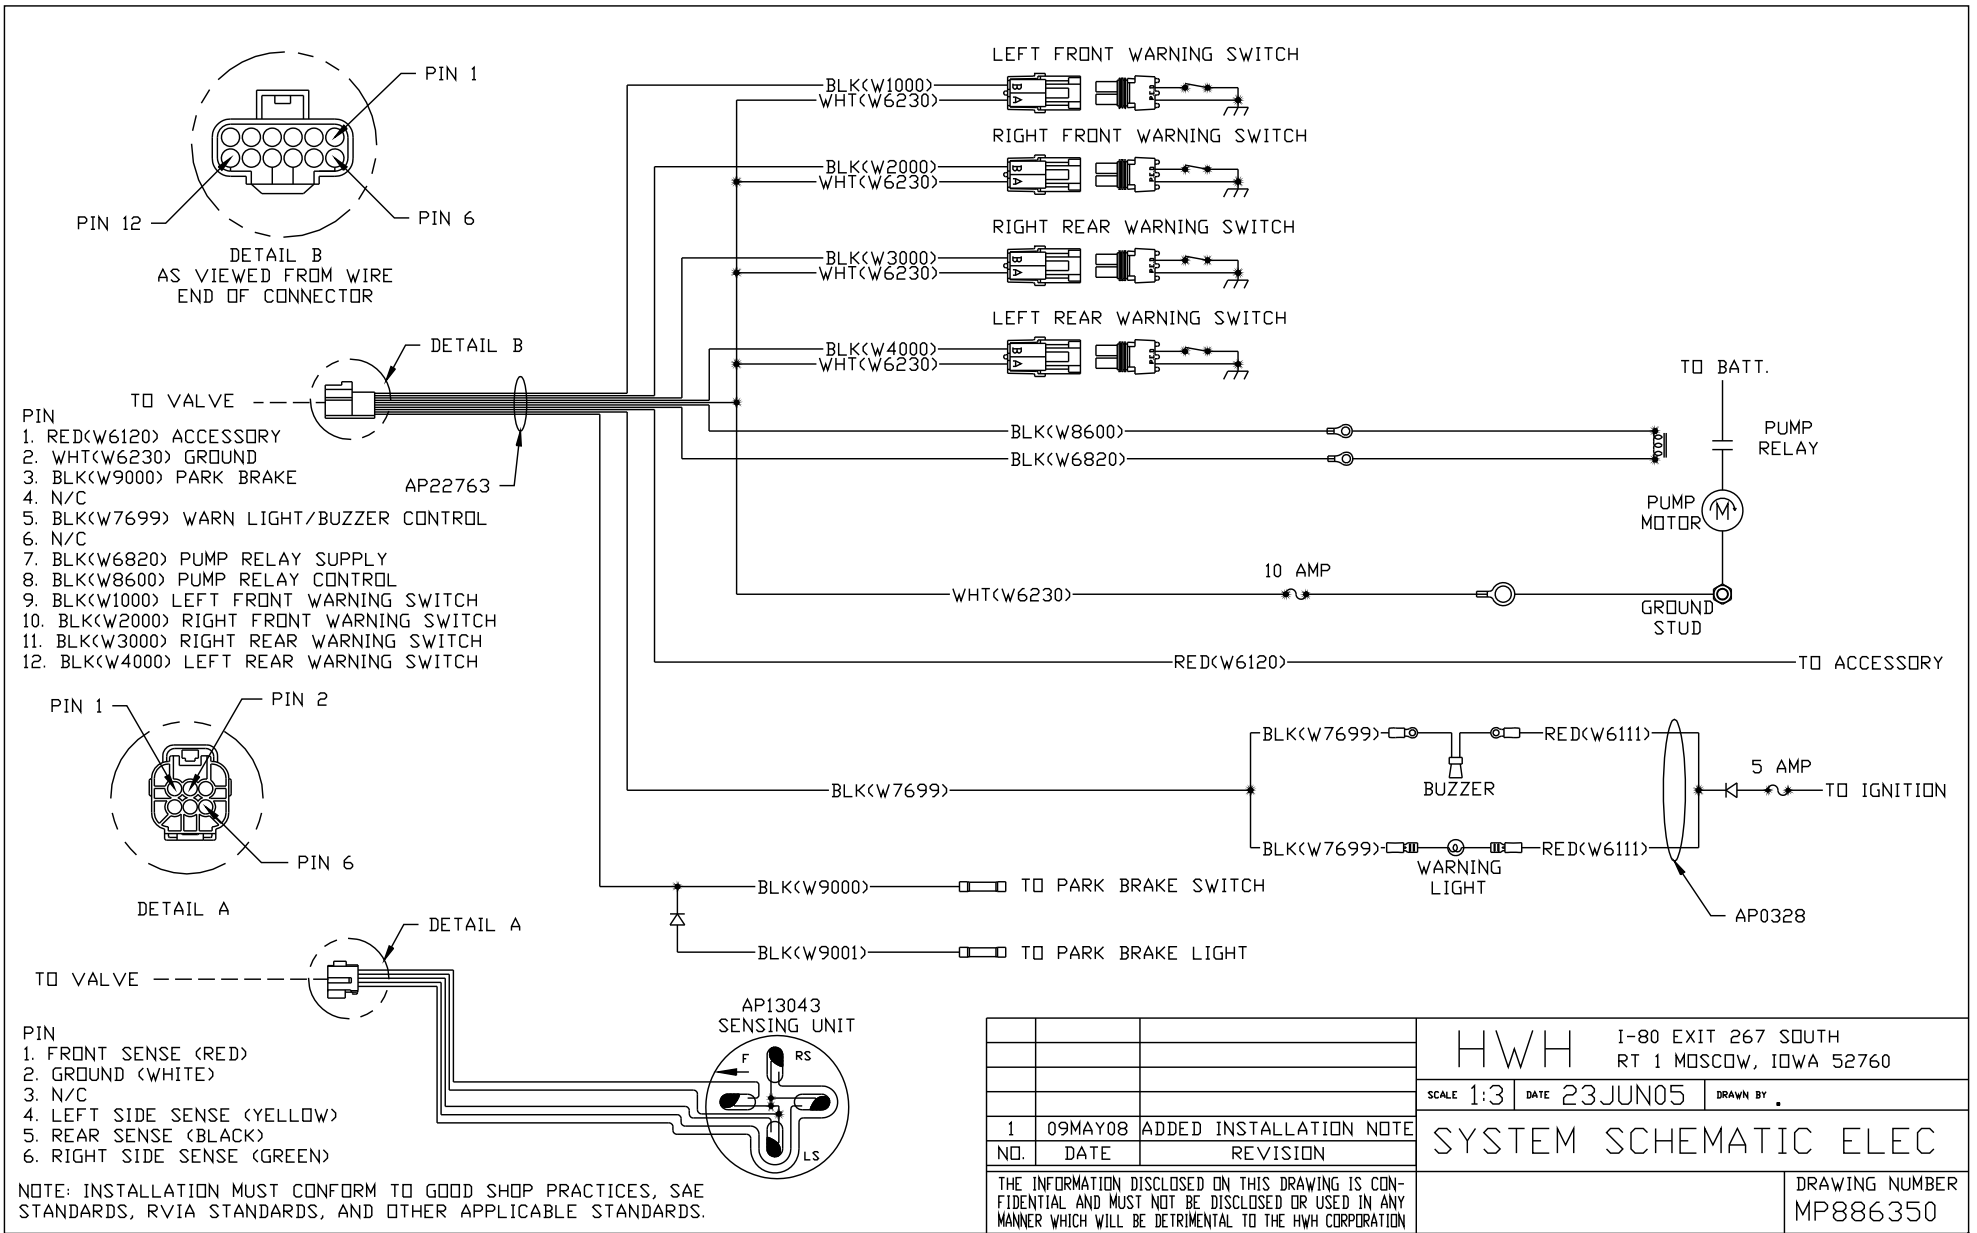 PIN 1
PIN 12
PIN 6
DETAIL B
AS VIEWED FROM WIRE
END OF CONNECTOR
DETAIL B
TO VALVE
AP22763
PIN
1. RED(W6120) ACCESSORY
2. WHT(W6230) GROUND
3. BLK(W9000) PARK BRAKE
4. N/C
5. BLK(W7699) WARN LIGHT/BUZZER CONTROL
6. N/C
7. BLK(W6820) PUMP RELAY SUPPLY
8. BLK(W8600) PUMP RELAY CONTROL
9. BLK(W1000) LEFT FRONT WARNING SWITCH
10. BLK(W2000) RIGHT FRONT WARNING SWITCH
11. BLK(W3000) RIGHT REAR WARNING SWITCH
12. BLK(W4000) LEFT REAR WARNING SWITCH
LEFT FRONT WARNING SWITCH
BLK(W1000)
WHT(W6230)
B
A
RIGHT FRONT WARNING SWITCH
BLK(W2000)
WHT(W6230)
B
A
RIGHT REAR WARNING SWITCH
BLK(W3000)
WHT(W6230)
B
A
LEFT REAR WARNING SWITCH
BLK(W4000)
WHT(W6230)
B
A
TO BATT.
BLK(W8600)
BLK(W6820)
PUMP
RELAY
PUMP
MOTOR
M
10 AMP
WHT(W6230)
GROUND
STUD
RED(W6120)
TO ACCESSORY
BLK(W7699)
BLK(W7699)
BUZZER
RED(W6111)
5 AMP
TO IGNITION
BLK(W7699)
WARNING
LIGHT
RED(W6111)
AP0328
BLK(W9000)
TO PARK BRAKE SWITCH
BLK(W9001)
TO PARK BRAKE LIGHT
PIN 1
PIN 2
PIN 6
DETAIL A
DETAIL A
TO VALVE
PIN
1. FRONT SENSE (RED)
2. GROUND (WHITE)
3. N/C
4. LEFT SIDE SENSE (YELLOW)
5. REAR SENSE (BLACK)
6. RIGHT SIDE SENSE (GREEN)
AP13043
SENSING UNIT
F
RS
LS
NOTE: INSTALLATION MUST CONFORM TO GOOD SHOP PRACTICES, SAE
STANDARDS, RVIA STANDARDS, AND OTHER APPLICABLE STANDARDS.
1 09MAY08 ADDED INSTALLATION NOTE
NO. DATE REVISION
THE INFORMATION DISCLOSED ON THIS DRAWING IS CON-
FIDENTIAL AND MUST NOT BE DISCLOSED OR USED IN ANY
MANNER WHICH WILL BE DETRIMENTAL TO THE HWH CORPORATION
HWH
I-80 EXIT 267 SOUTH
RT 1 MOSCOW, IOWA 52760
SCALE 1:3 DATE 23JUN05 DRAWN BY .
SYSTEM SCHEMATIC ELEC
DRAWING NUMBER
MP886350